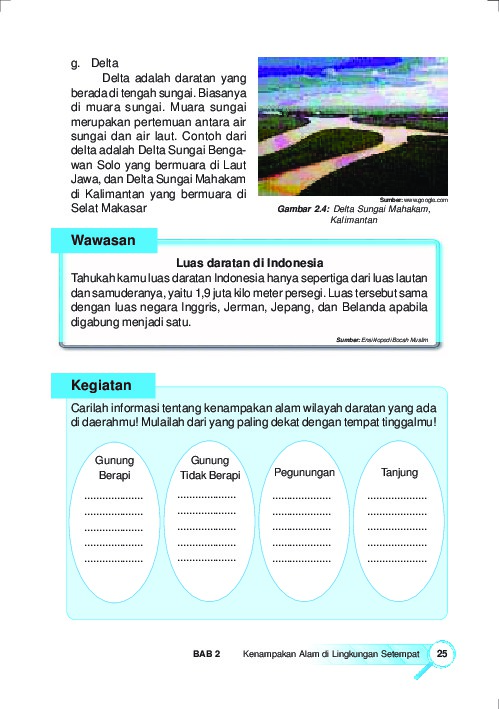 g. Delta
Delta adalah daratan yang
berada di tengah sungai. Biasanya
di muara sungai. Muara sungai
merupakan pertemuan antara air
sungai dan air laut. Contoh dari
delta adalah Delta Sungai Benga-
wan Solo yang bermuara di Laut
Jawa, dan Delta Sungai Mahakam
di Kalimantan yang bermuara di
Selat Makasar
Sumber: www.google.com
Gambar 2.4: Delta Sungai Mahakam,
Kalimantan
Wawasan
Luas daratan di Indonesia
Tahukah kamu luas daratan Indonesia hanya sepertiga dari luas lautan
dan samuderanya, yaitu 1,9 juta kilo meter persegi. Luas tersebut sama
dengan luas negara Inggris, Jerman, Jepang, dan Belanda apabila
digabung menjadi satu.
Sumber: Ensiklopedi Bocah Muslim
Kegiatan
Carilah informasi tentang kenampakan alam wilayah daratan yang ada
di daerahmu! Mulailah dari yang paling dekat dengan tempat tinggalmu!
Gunung
Berapi
.....................
.....................
.....................
.....................
.....................
Gunung
Tidak Berapi
.....................
.....................
.....................
.....................
.....................
Pegunungan
.....................
.....................
.....................
.....................
.....................
Tanjung
.....................
.....................
.....................
.....................
.....................
BAB 2 Kenampakan Alam di Lingkungan Setempat 25